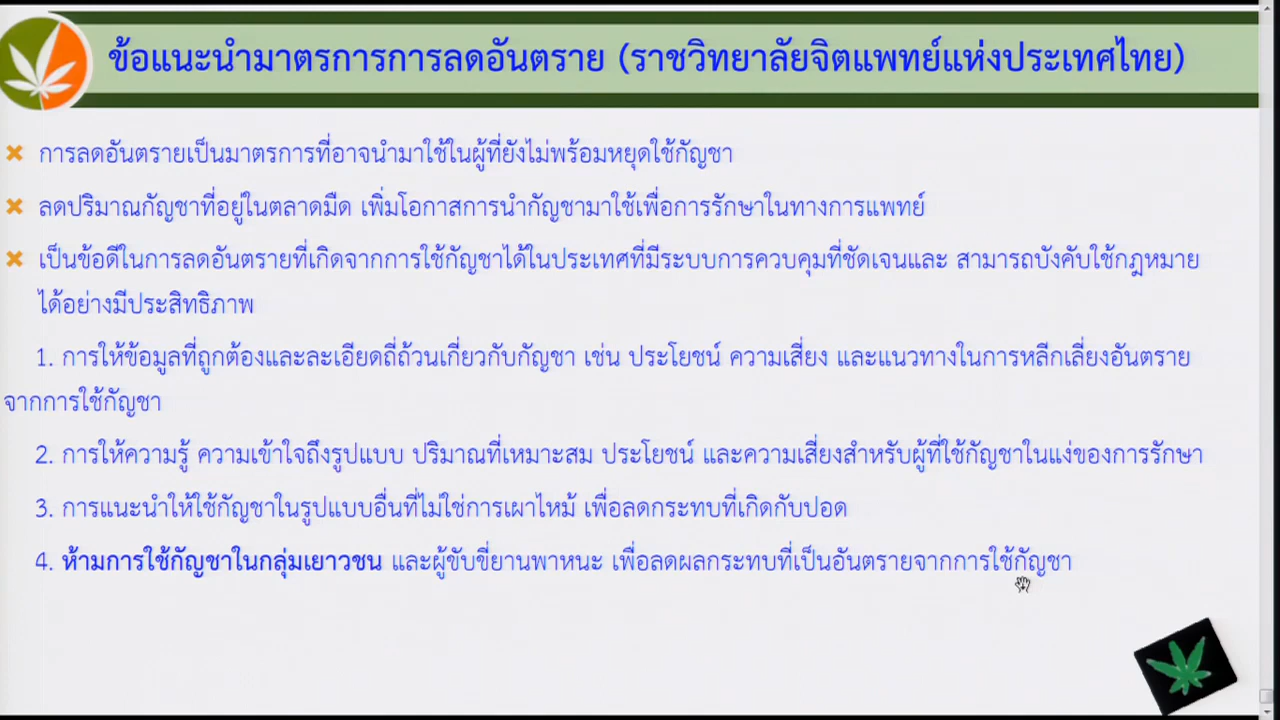 ข้อแนะนำมาตรการการลดอันตราย (ราชวิทยาลัยจิตแพทย์แห่งประเทศไทย)
การลดอันตรายเป็นมาตรการที่อาจนำมาใช้ในผู้ที่ยังไม่พร้อมหยุดใช้กัญชา
ลดปริมาณกัญชาที่อยู่ในตลาดมืด เพิ่มโอกาสการนำกัญชามาใช้เพื่อการรักษาในทางการแพทย์
เป็นข้อดีในการลดอันตรายที่เกิดจากการใช้กัญชาได้ในประเทศที่มีระบบการควบคุมที่ชัดเจนและ สามารถบังคับใช้กฎหมาย
ได้อย่างมีประสิทธิภาพ
1. การให้ข้อมูลที่ถูกต้องและละเอียดถี่ถ้วนเกี่ยวกับกัญชา เช่น ประโยชน์ ความเสี่ยง และแนวทางในการหลีกเลี่ยงอันตราย
จากการใช้กัญชา
2. การให้ความรู้ ความเข้าใจถึงรูปแบบ ปริมาณที่เหมาะสม ประโยชน์ และความเสี่ยงสำหรับผู้ที่ใช้กัญชาในแง่ของการรักษา
3. การแนะนำให้ใช้กัญชาในรูปแบบอื่นที่ไม่ใช่การเผาไหม้ เพื่อลดกระทบที่เกิดกับปอด
4. ห้ามการใช้กัญชาในกลุ่มเยาวชน และผู้ขับขี่ยานพาหนะ เพื่อลดผลกระทบที่เป็นอันตรายจากการใช้กัญชา